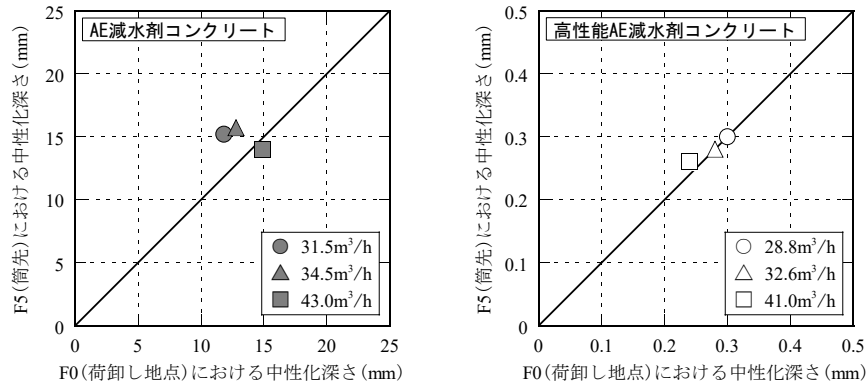 AE減水剤コンクリート
F5(筒先)における中性化深さ(mm)
25
20
15
10
5
0
31.5m³/h
34.5m³/h
43.0m³/h
0 5 10 15 20 25
F0(荷卸し地点)における中性化深さ(mm)
高性能AE減水剤コンクリート
F5(筒先)における中性化深さ(mm)
0.5
0.4
0.3
0.2
0.1
0
28.8m³/h
32.6m³/h
41.0m³/h
0 0.1 0.2 0.3 0.4 0.5
F0(荷卸し地点)における中性化深さ(mm)